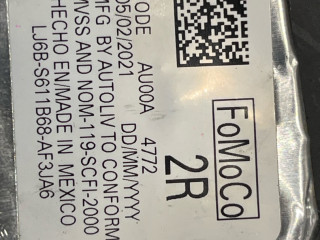 FoMoCo
2R
ODE AU00A 4772
05/02/2021 DD/MM/YYYY
MFG BY AUTOLIV TO CONFORM
MVSS AND NOM-119-SCFI-2000
HECHO EN/MADE IN MEXICO
LJ6B-S611B68-AF3JA6